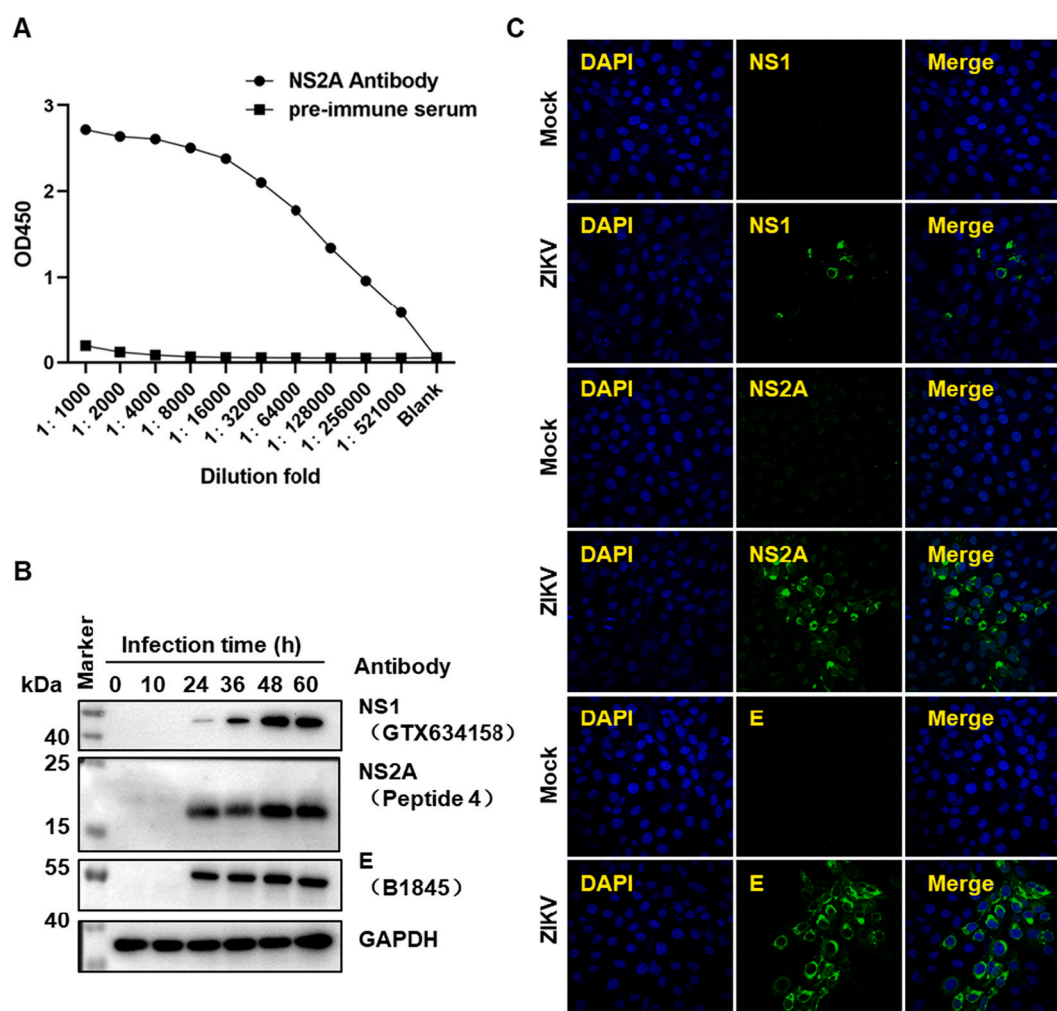 A
NS2A Antibody
pre-immune serum
3
2
1
0
OD450
1: 1000
1: 2000
1: 4000
1: 8000
1: 16000
1: 32000
1: 64000
1: 128000
1: 256000
1: 521000
Blank
Dilution fold
B
Marker
Infection time (h)
Antibody
kDa
0 10 24 36 48 60
NS1
（GTX634158）
40
25
NS2A
（Peptide 4）
15
55
E
（B1845）
40
GAPDH
C
Mock
DAPI NS1 Merge
ZIKV
DAPI NS1 Merge
Mock
DAPI NS2A Merge
ZIKV
DAPI NS2A Merge
Mock
DAPI E Merge
ZIKV
DAPI E Merge